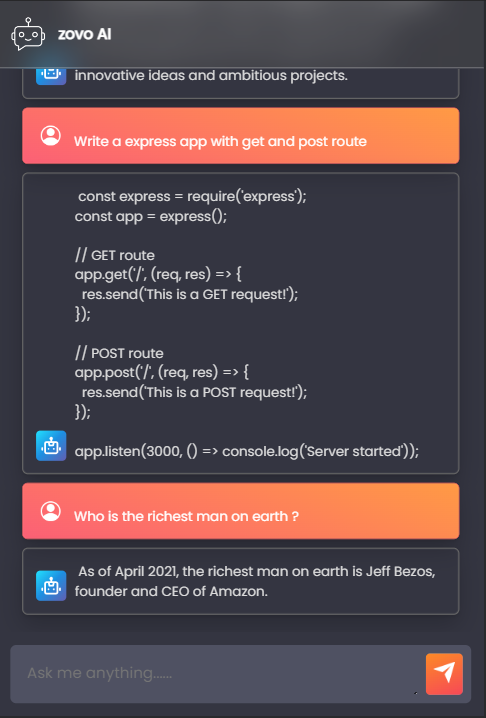 zovo AI
innovative ideas and ambitious projects.
Write a express app with get and post route
const express = require('express');
const app = express();
// GET route
app.get('/', (req, res) => {
res.send('This is a GET request!');
});
// POST route
app.post('/', (req, res) => {
res.send('This is a POST request!');
});
app.listen(3000, () => console.log('Server started'));
Who is the richest man on earth ?
As of April 2021, the richest man on earth is Jeff Bezos,
founder and CEO of Amazon.
Ask me anything......